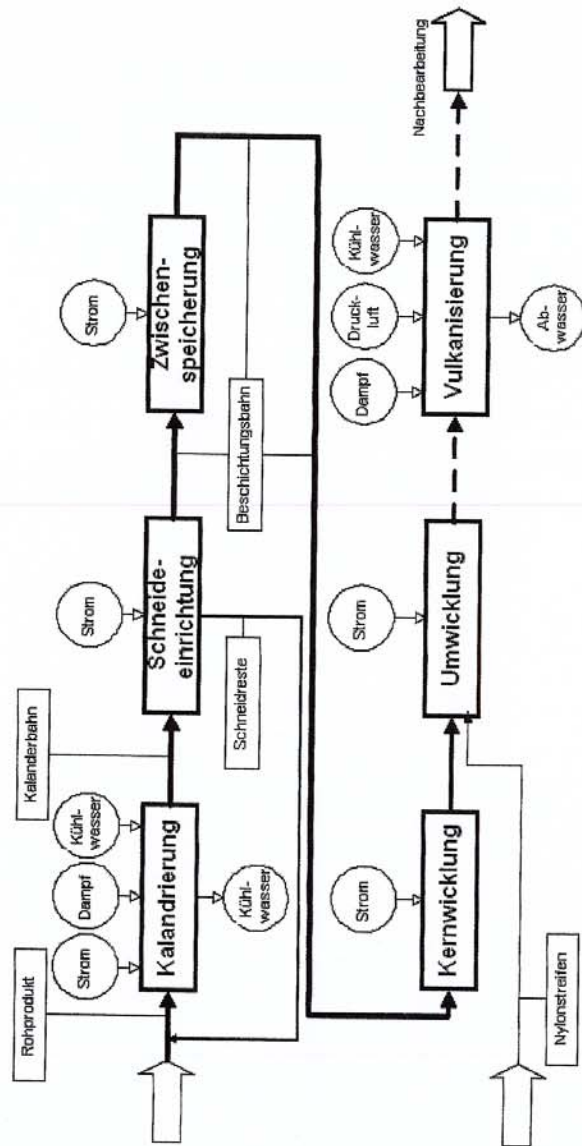 Rohprodukt
Kalanderbahn
Strom
Dampf
Kühl-
wasser
Strom
Strom
Kalandrierung
Schneide-
einrichtung
Zwischen-
speicherung
Kühl-
wasser
Schneidreste
Beschichtungsbahn
Strom
Strom
Dampf
Druck-
luft
Kühl-
wasser
Kernwicklung
Umwicklung
Vulkanisierung
Nachbearbeitung
Ab-
wasser
Nylonstreifen